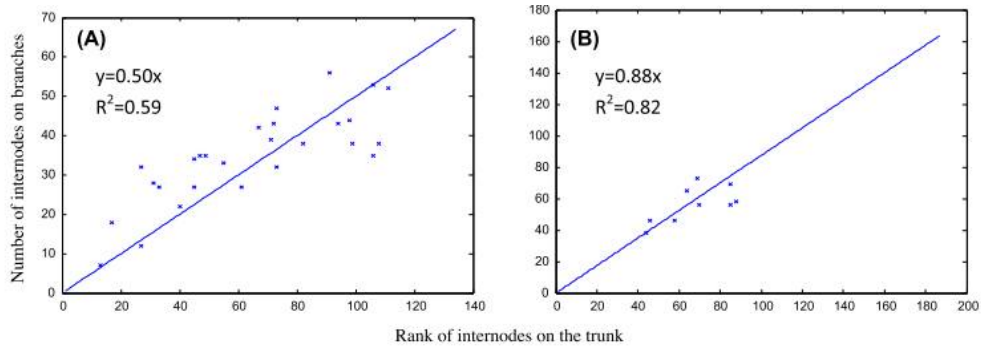 (A)
y=0.50x
R²=0.59
70
60
50
40
30
20
10
0
0 20 40 60 80 100 120 140
Number of internodes on branches
(B)
y=0.88x
R²=0.82
180
160
140
120
100
80
60
40
20
0
0 20 40 60 80 100 120 140 160 180 200
Rank of internodes on the trunk